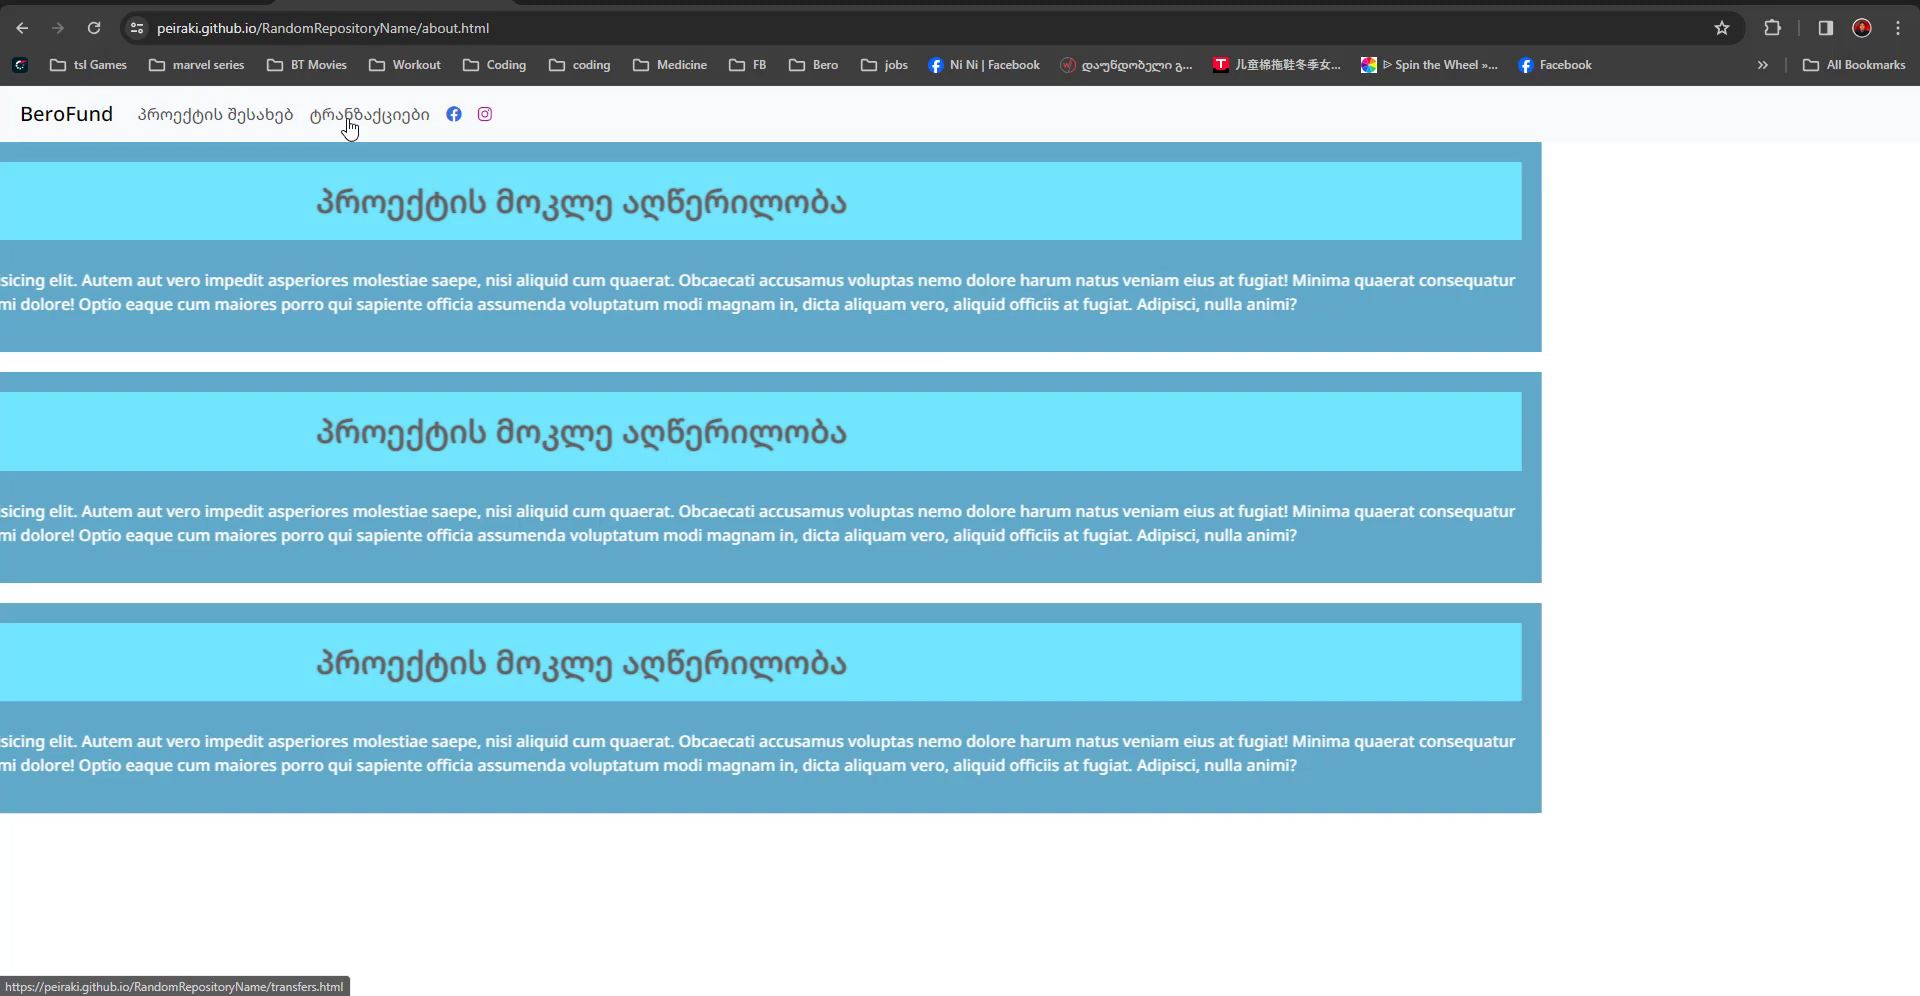 peiraki.github.io/RandomRepositoryName/about.html
tsl Games marvel series BT Movies Workout Coding coding Medicine FB Bero jobs Ni Ni | Facebook დაუნდობელი გ... 儿童棉拖鞋冬季女... ᐈ Spin the Wheel »... Facebook » All Bookmarks
BeroFund პროექტის შესახებ ტრანზაქციები
პროექტის მოკლე აღწერილობა
sicing elit. Autem aut vero impedit asperiores molestiae saepe, nisi aliquid cum quaerat. Obcaecati accusamus voluptas nemo dolore harum natus veniam eius at fugiat! Minima quaerat consequatur
mi dolore! Optio eaque cum maiores porro qui sapiente officia assumenda voluptatum modi magnam in, dicta aliquam vero, aliquid officiis at fugiat. Adipisci, nulla animi?
პროექტის მოკლე აღწერილობა
sicing elit. Autem aut vero impedit asperiores molestiae saepe, nisi aliquid cum quaerat. Obcaecati accusamus voluptas nemo dolore harum natus veniam eius at fugiat! Minima quaerat consequatur
mi dolore! Optio eaque cum maiores porro qui sapiente officia assumenda voluptatum modi magnam in, dicta aliquam vero, aliquid officiis at fugiat. Adipisci, nulla animi?
პროექტის მოკლე აღწერილობა
sicing elit. Autem aut vero impedit asperiores molestiae saepe, nisi aliquid cum quaerat. Obcaecati accusamus voluptas nemo dolore harum natus veniam eius at fugiat! Minima quaerat consequatur
mi dolore! Optio eaque cum maiores porro qui sapiente officia assumenda voluptatum modi magnam in, dicta aliquam vero, aliquid officiis at fugiat. Adipisci, nulla animi?
https://peiraki.github.io/RandomRepositoryName/transfers.html